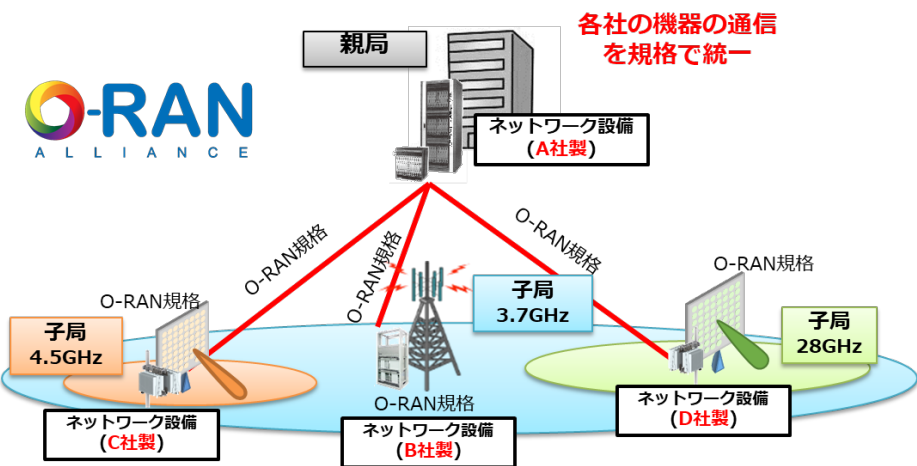 各社の機器の通信
を規格で統一
親局
O-RAN
ALLIANCE
ネットワーク設備
(A社製)
O-RAN規格
O-RAN規格
O-RAN規格
O-RAN規格
O-RAN規格
子局
4.5GHz
子局
3.7GHz
子局
28GHz
O-RAN規格
ネットワーク設備
(C社製)
ネットワーク設備
(B社製)
ネットワーク設備
(D社製)